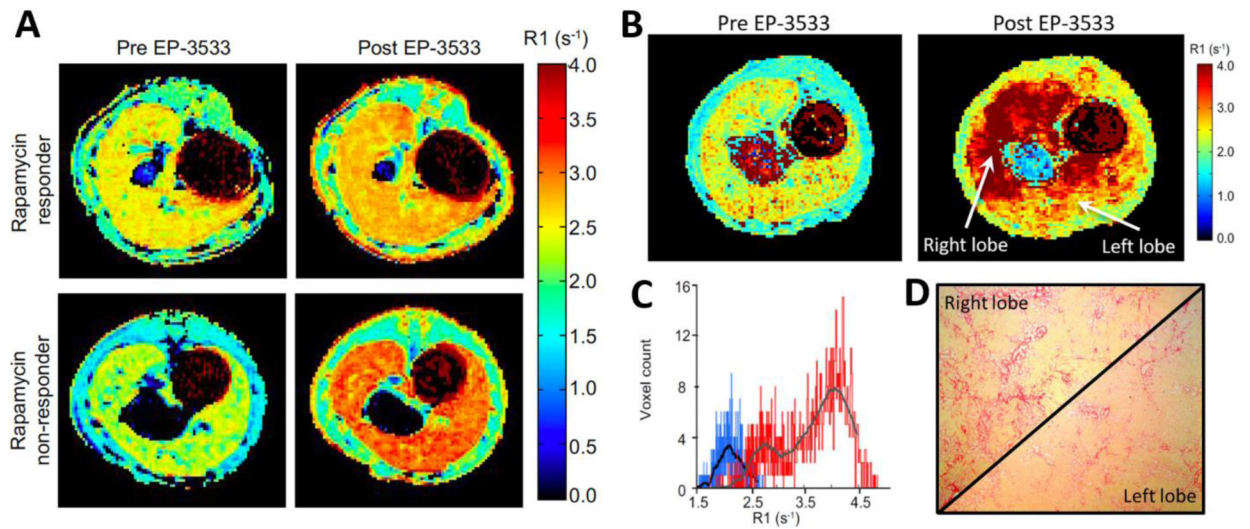 A
Pre EP-3533
Post EP-3533
R1 (s-1)
Rapamycin
responder
Rapamycin
non-responder
4.0
3.5
3.0
2.5
2.0
1.5
1.0
0.5
0.0
B
Pre EP-3533
Post EP-3533
R1 (s-1)
4.0
3.0
2.0
1.0
0.0
Right lobe
Left lobe
C
Voxel count
16
12
8
4
0
1.5
2.5
3.5
4.5
R1 (s-1)
D
Right lobe
Left lobe